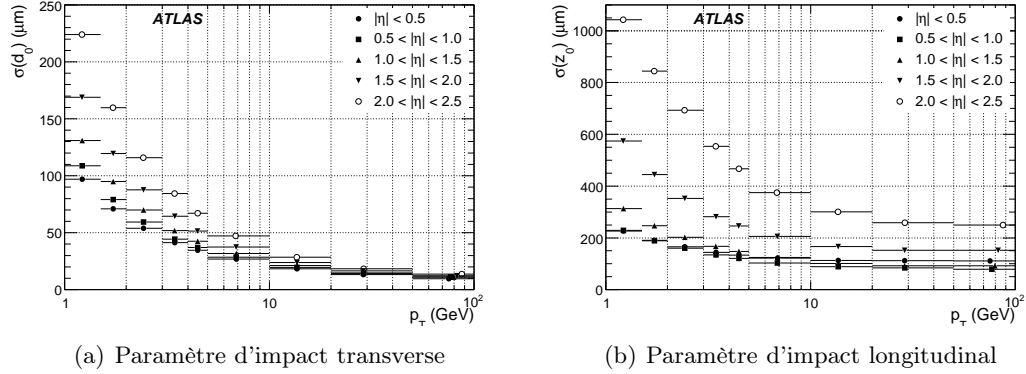 ATLAS
|η| < 0.5
0.5 < |η| < 1.0
1.0 < |η| < 1.5
1.5 < |η| < 2.0
2.0 < |η| < 2.5
σ(d₀) (μm)
250
200
150
100
50
0
1
10
10²
p_T (GeV)
(a) Paramètre d'impact transverse
ATLAS
|η| < 0.5
0.5 < |η| < 1.0
1.0 < |η| < 1.5
1.5 < |η| < 2.0
2.0 < |η| < 2.5
σ(z₀) (μm)
1000
800
600
400
200
0
1
10
10²
p_T (GeV)
(b) Paramètre d'impact longitudinal